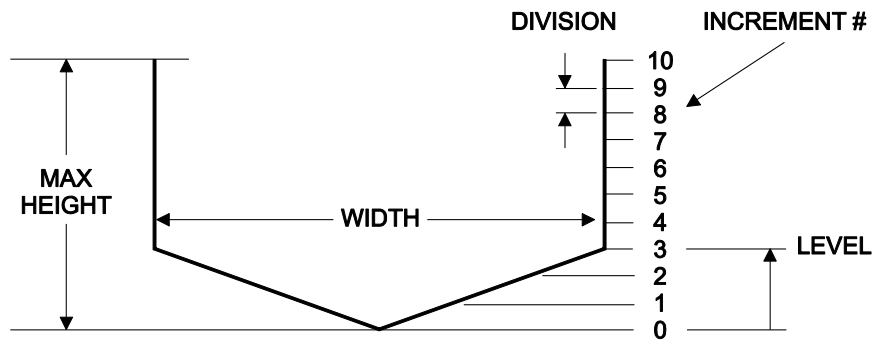 DIVISION
INCREMENT #
10
9
8
7
6
5
4
3
2
1
0
MAX
HEIGHT
WIDTH
LEVEL